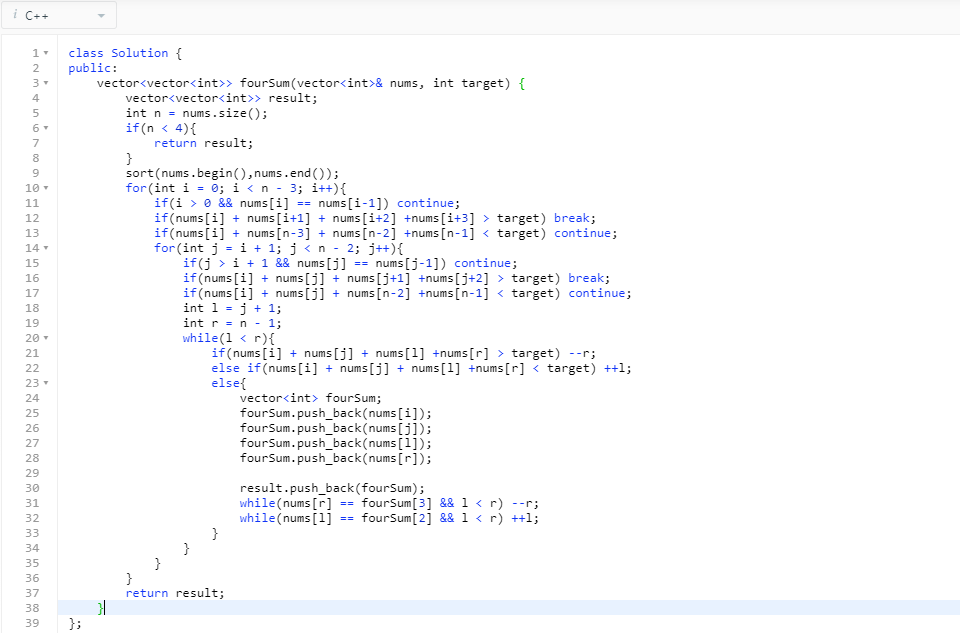 i C++
1 class Solution {
2 public:
3     vector<vector<int>> fourSum(vector<int>& nums, int target) {
4         vector<vector<int>> result;
5         int n = nums.size();
6         if(n < 4){
7             return result;
8         }
9         sort(nums.begin(),nums.end());
10         for(int i = 0; i < n - 3; i++){
11             if(i > 0 && nums[i] == nums[i-1]) continue;
12             if(nums[i] + nums[i+1] + nums[i+2] +nums[i+3] > target) break;
13             if(nums[i] + nums[n-3] + nums[n-2] +nums[n-1] < target) continue;
14             for(int j = i + 1; j < n - 2; j++){
15                 if(j > i + 1 && nums[j] == nums[j-1]) continue;
16                 if(nums[i] + nums[j] + nums[j+1] +nums[j+2] > target) break;
17                 if(nums[i] + nums[j] + nums[n-2] +nums[n-1] < target) continue;
18                 int l = j + 1;
19                 int r = n - 1;
20                 while(l < r){
21                     if(nums[i] + nums[j] + nums[l] +nums[r] > target) --r;
22                     else if(nums[i] + nums[j] + nums[l] +nums[r] < target) ++l;
23                     else{
24                         vector<int> fourSum;
25                         fourSum.push_back(nums[i]);
26                         fourSum.push_back(nums[j]);
27                         fourSum.push_back(nums[l]);
28                         fourSum.push_back(nums[r]);
29
30                         result.push_back(fourSum);
31                         while(nums[r] == fourSum[3] && l < r) --r;
32                         while(nums[l] == fourSum[2] && l < r) ++l;
33                     }
34                 }
35             }
36         }
37         return result;
38     }
39 };